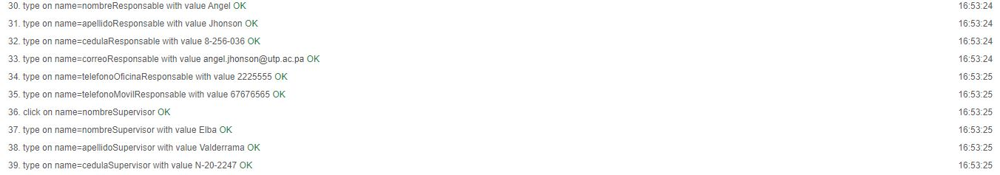 30. type on name=nombreResponsable with value Angel OK 16:53:24
31. type on name=apellidoResponsable with value Jhonson OK 16:53:24
32. type on name=cedulaResponsable with value 8-256-036 OK 16:53:24
33. type on name=correoResponsable with value angel.jhonson@utp.ac.pa OK 16:53:24
34. type on name=telefonoOficinaResponsable with value 2225555 OK 16:53:25
35. type on name=telefonoMovilResponsable with value 67676565 OK 16:53:25
36. click on name=nombreSupervisor OK 16:53:25
37. type on name=nombreSupervisor with value Elba OK 16:53:25
38. type on name=apellidoSupervisor with value Valderrama OK 16:53:25
39. type on name=cedulaSupervisor with value N-20-2247 OK 16:53:25